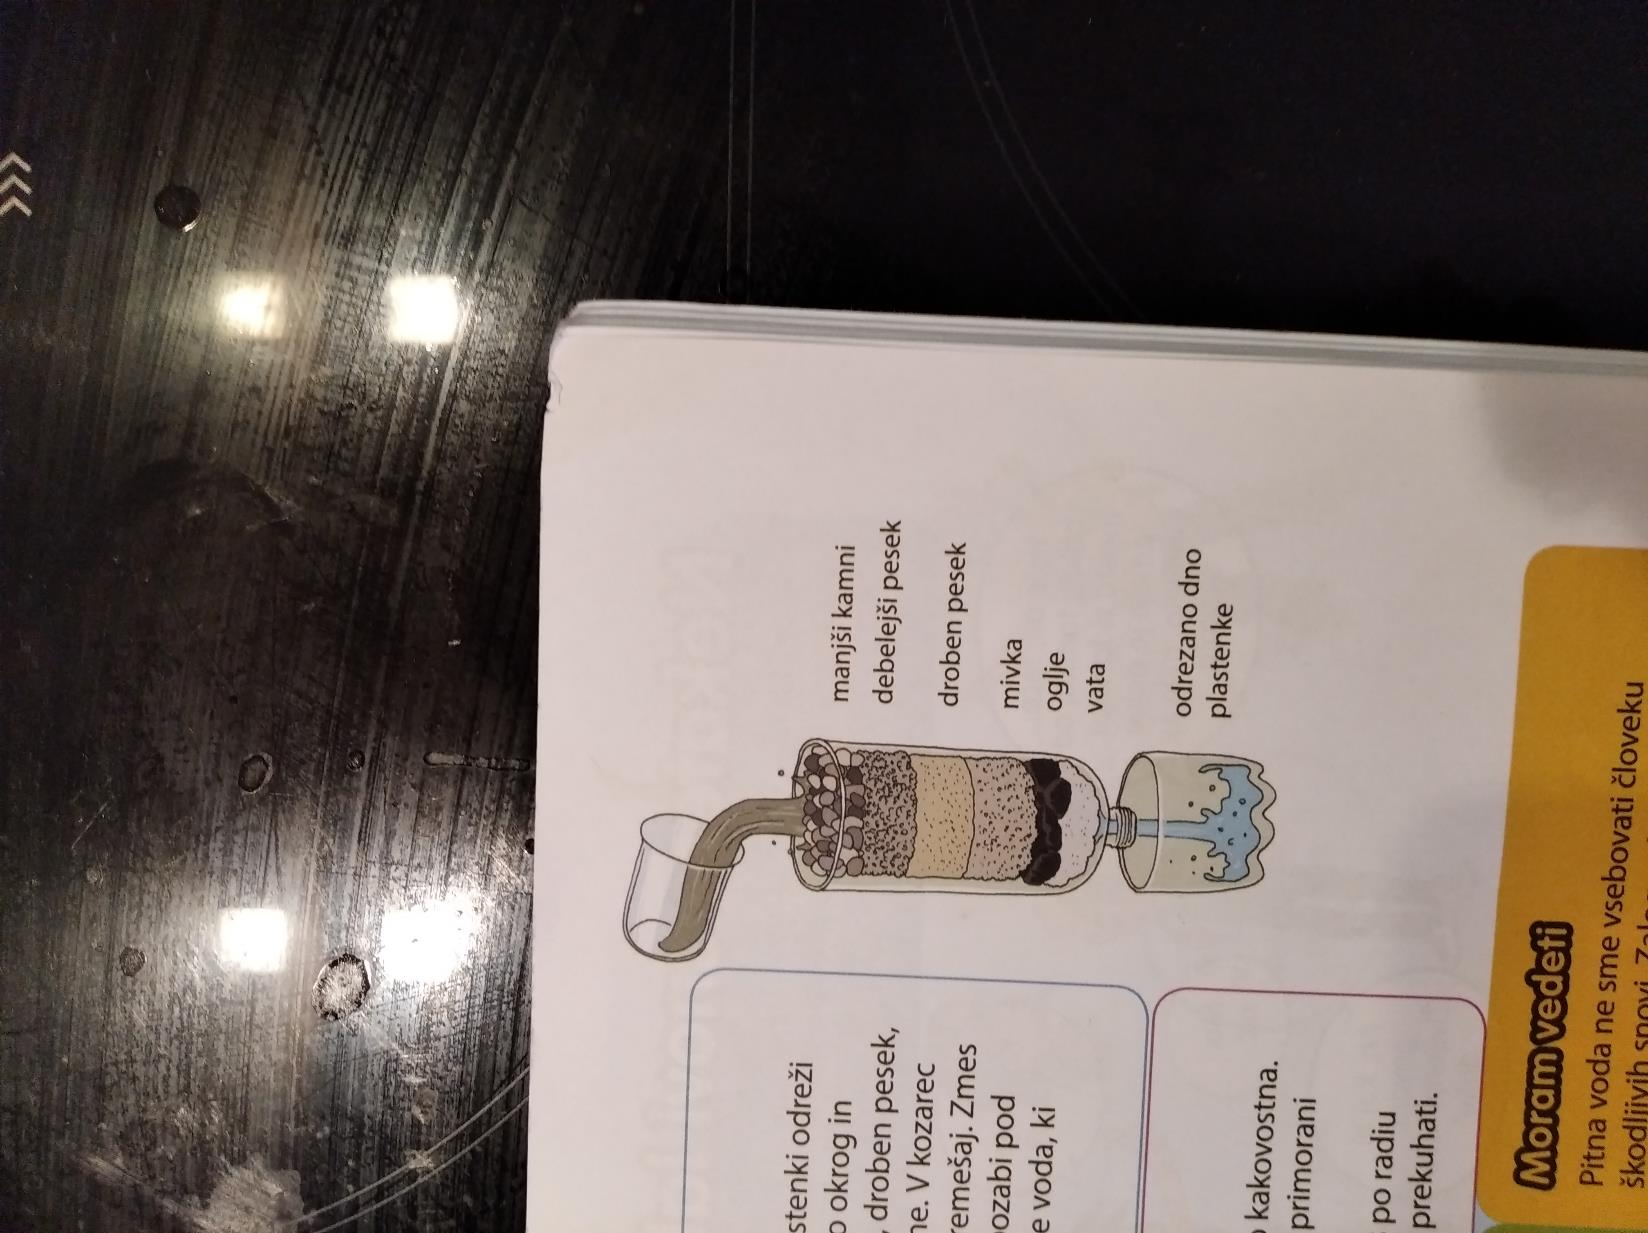 manjši kamni
debelejši pesek
droben pesek
mivka
oglje
vata
odrezano dno
plastenke
stenki odreži
okrog in
droben pesek,
V kozarec
remešaj. Zmes
ozabi pod
voda, ki
kakovostna.
primorani
po radiu
prekuhati.
Moram vedeti
Pitna voda ne sme vsebovati človeku
škodljivih snovi.